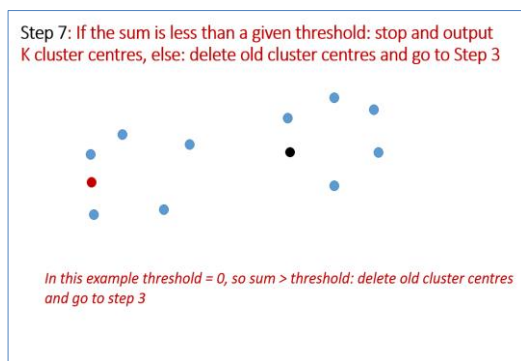 Step 7: If the sum is less than a given threshold: stop and output
K cluster centres, else: delete old cluster centres and go to Step 3
In this example threshold = 0, so sum > threshold: delete old cluster centres
and go to step 3